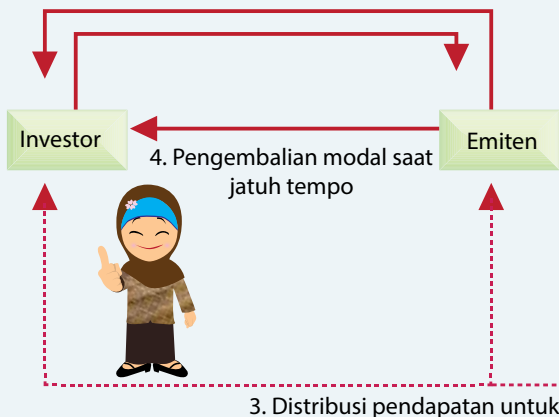 Investor
Emiten
4. Pengembalian modal saat
jatuh tempo
3. Distribusi pendapatan untuk